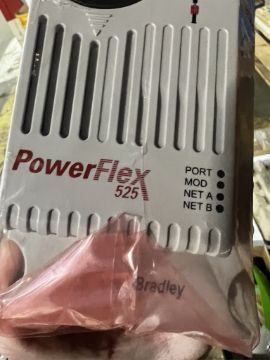 PowerFlex
525
PORT
MOD
NET A
NET B
Bradley